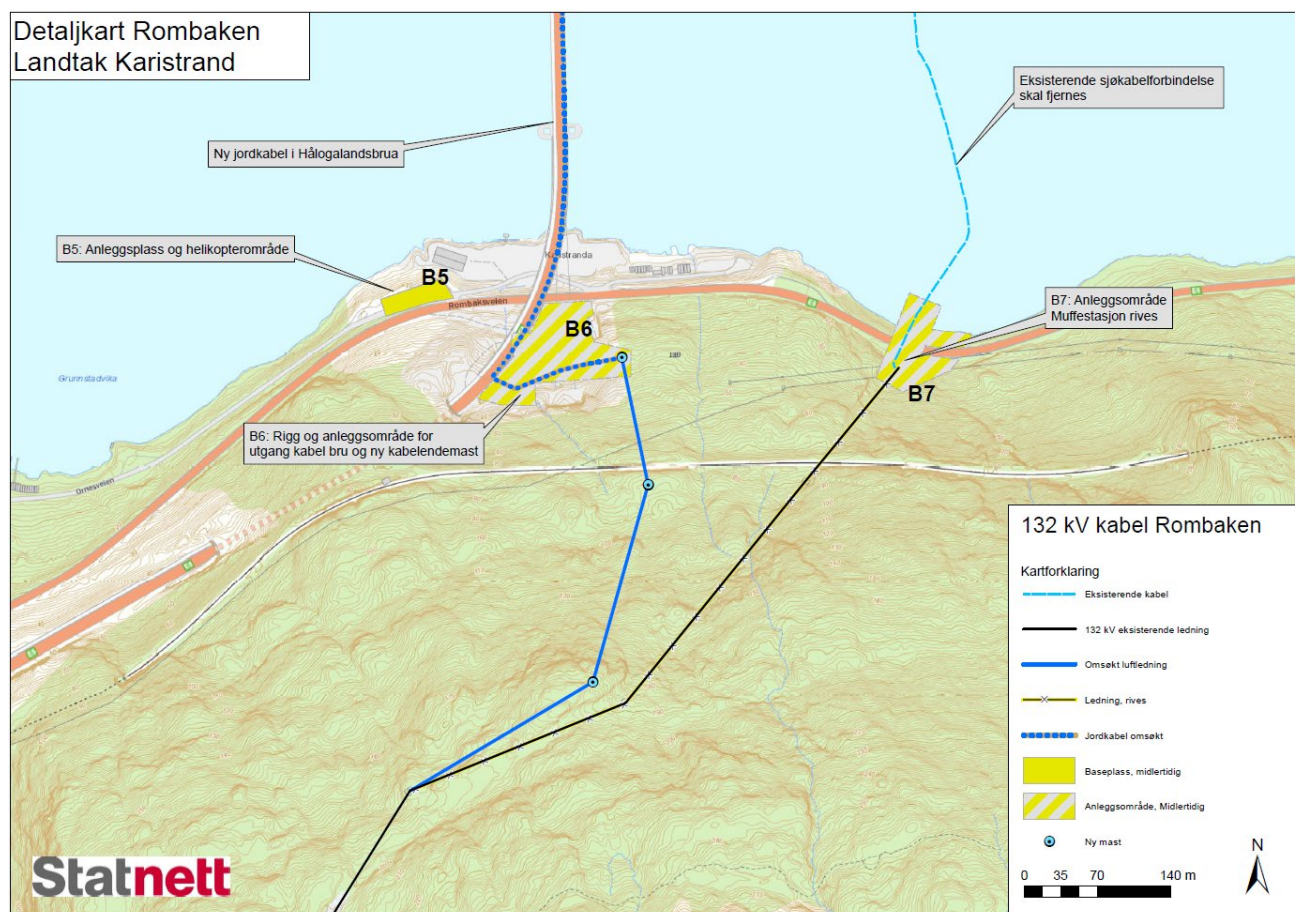 Detaljkart Rombaken
Landtak Karistrand
Eksisterende sjøkabelforbindelse
skal fjernes
Ny jordkabel i Hålogalandsbrua
B5: Anleggsplass og helikopterområde
B5
Karistranda
Rombaksveien
B6
B7: Anleggsområde
Muffestasjon rives
B7
Grunnstadvika
B6: Rigg og anleggsområde for
utgang kabel bru og ny kabelendemast
Ornesveien
132 kV kabel Rombaken
Kartforklaring
Eksisterende kabel
132 kV eksisterende ledning
Omsøkt luftledning
Ledning, rives
Jordkabel omsøkt
Baseplass, midlertidig
Anleggsområde, Midlertidig
Ny mast
N
0 35 70 140 m
Statnett